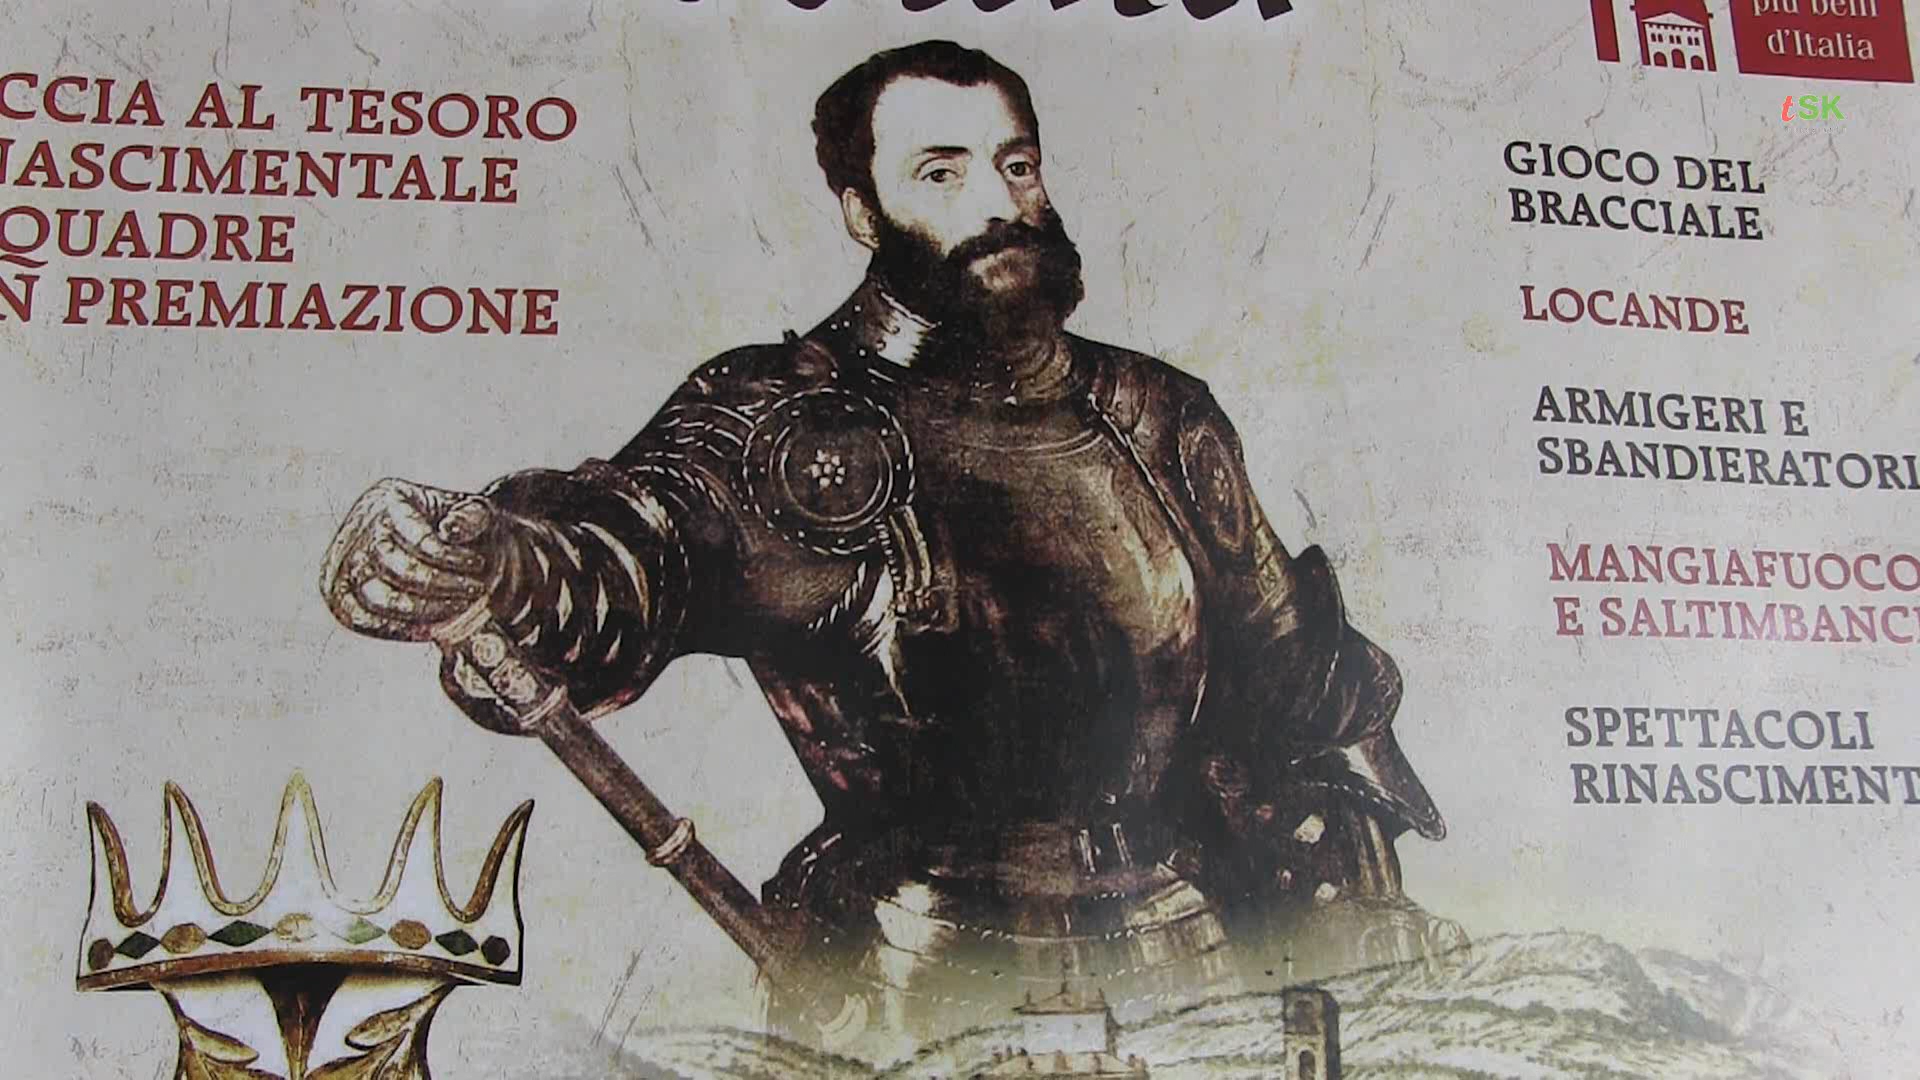 CCIA AL TESORO
NASCIMENTALE
QUADRE
N PREMIAZIONE
più belli
d'Italia
tSK
GIOCO DEL
BRACCIALE
LOCANDE
ARMIGERI E
SBANDIERATORI
MANGIAFUOCO
E SALTIMBANC
SPETTACOLI
RINASCIMENT